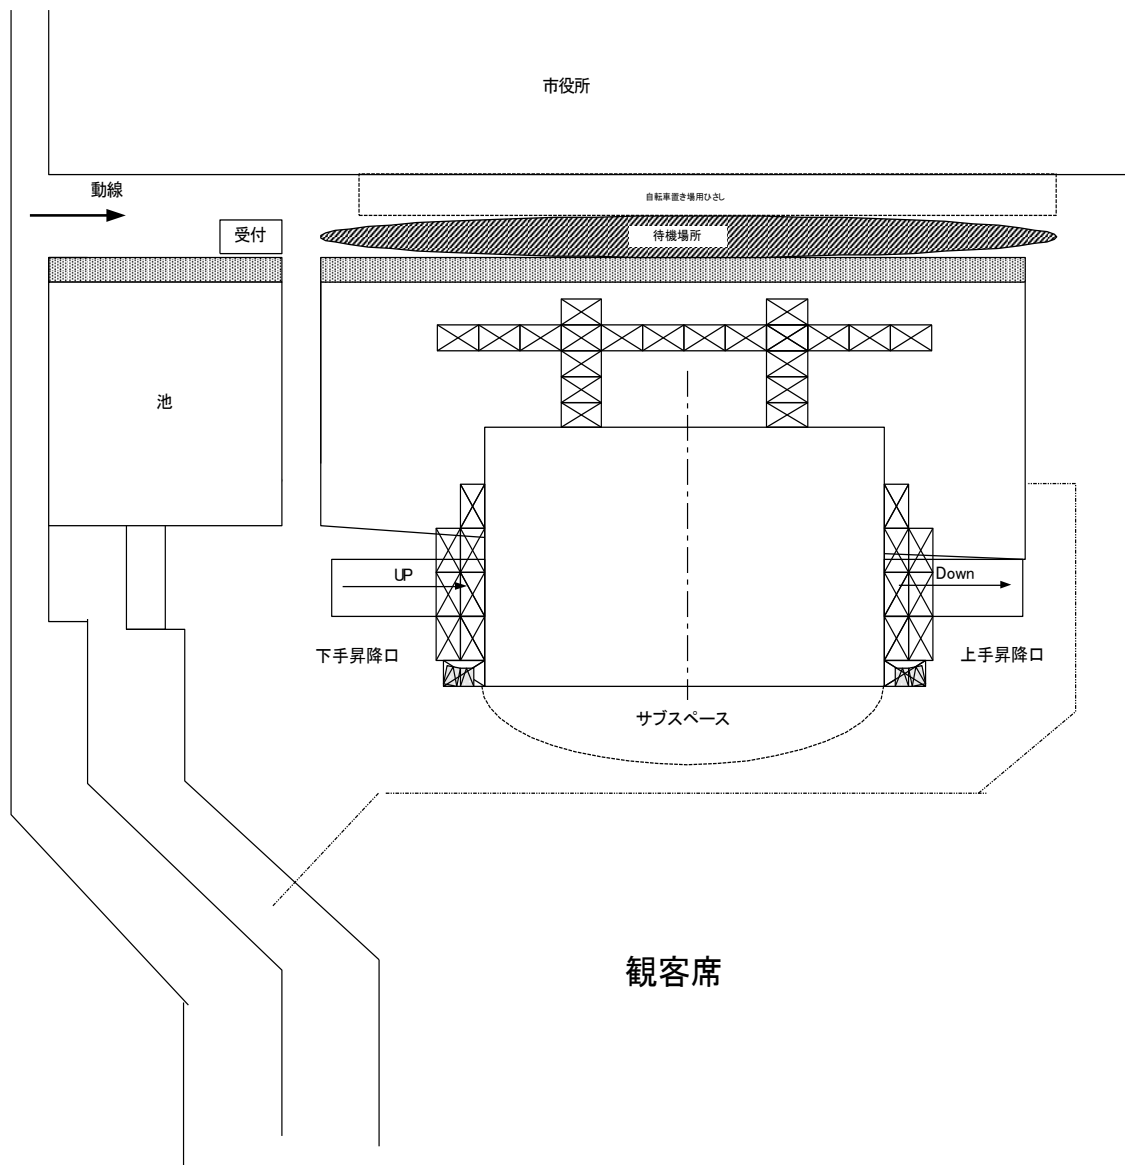 市役所
動線
自転車置き場用ひさし
受付
待機場所
池
UP
Down
下手昇降口
上手昇降口
サブスペース
観客席